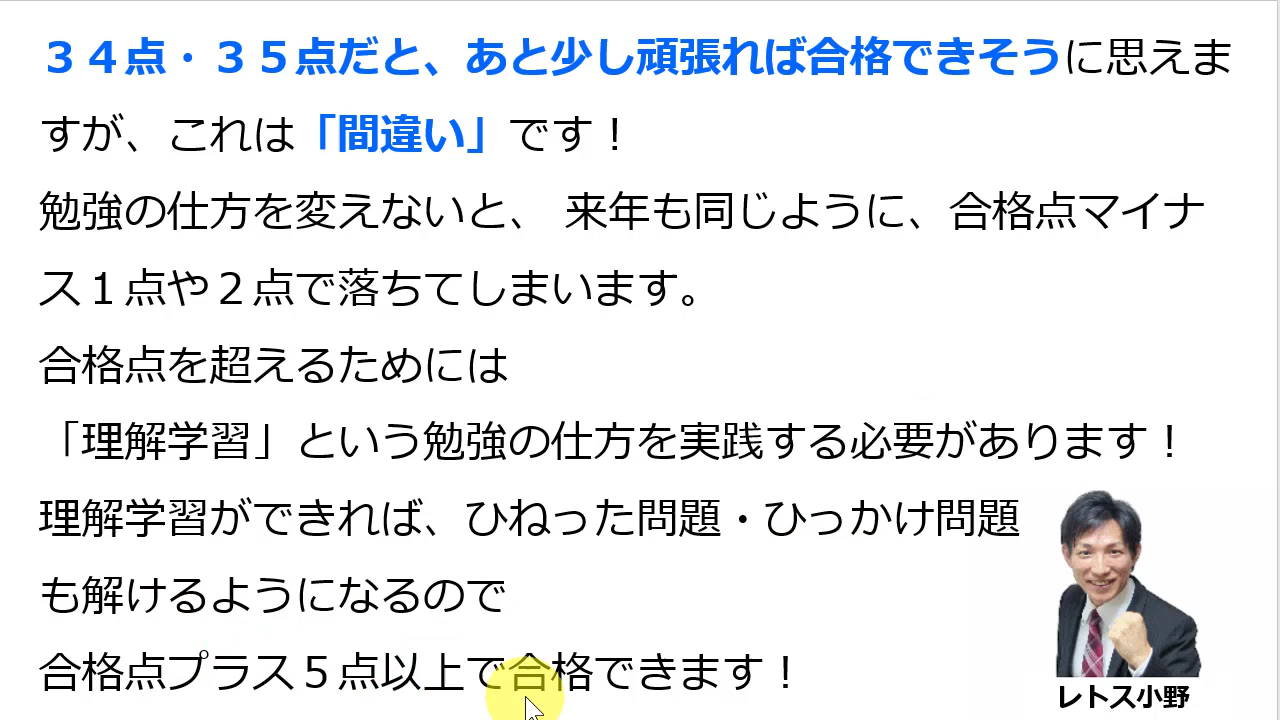 ３４点・３５点だと、あと少し頑張れば合格できそうに思えま
すが、これは「間違い」です！
勉強の仕方を変えないと、 来年も同じように、合格点マイナ
ス１点や２点で落ちてしまいます。
合格点を超えるためには
「理解学習」という勉強の仕方を実践する必要があります！
理解学習ができれば、ひねった問題・ひっかけ問題
も解けるようになるので
合格点プラス５点以上で合格できます！
レトス小野